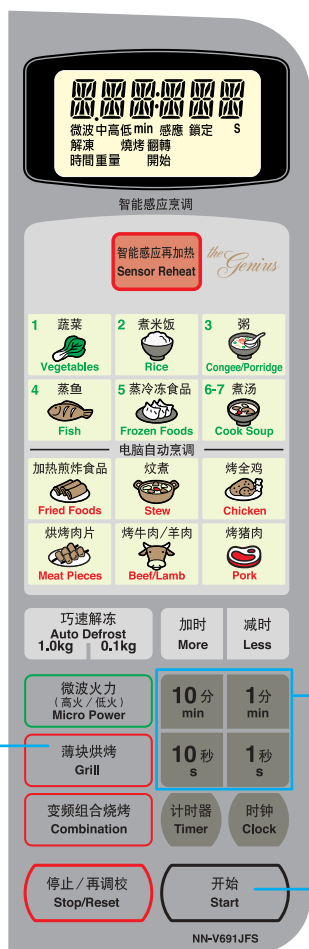 微波中高低min 感應 鎖定 S
解凍 燒烤 翻轉
時間重量 開始
智能感应烹调
智能感应再加热
Sensor Reheat
the Genius
1 蔬菜
Vegetables
2 煮米饭
Rice
3 粥
Congee/Porridge
4 蒸鱼
Fish
5 蒸冷冻食品
Frozen Foods
6-7 煮汤
Cook Soup
电脑自动烹调
加热煎炸食品
Fried Foods
炆煮
Stew
烤全鸡
Chicken
烘烤肉片
Meat Pieces
烤牛肉/羊肉
Beef/Lamb
烤猪肉
Pork
巧速解冻
Auto Defrost
1.0kg 0.1kg
加时
More
减时
Less
微波火力
(高火/低火)
Micro Power
10分
min
1分
min
薄块烘烤
Grill
10秒
s
1秒
s
变频组合烧烤
Combination
计时器
Timer
时钟
Clock
停止/再调校
Stop/Reset
开始
Start
NN-V691JFS